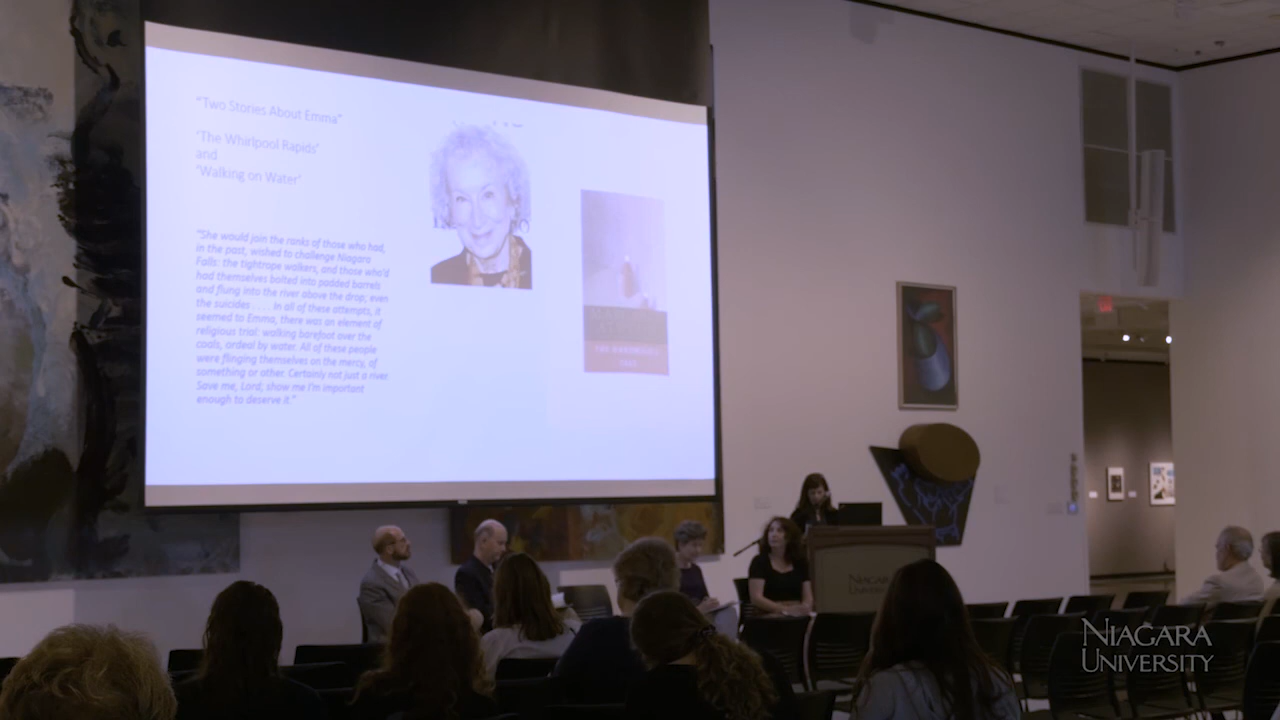 "Two Stories About Emma"
'The Whirlpool Rapids'
and
'Walking on Water'
"She would join the ranks of those who had,
in the past, wished to challenge Niagara
Falls: the tightrope walkers, and those who'd
had themselves bolted into padded barrels
and flung into the river above the drop; even
the suicides . . . . In all of these attempts, it
seemed to Emma, there was an element of
religious trial: walking barefoot over the
coals, ordeal by water. All of these people
were flinging themselves on the mercy, of
something or other. Certainly not just a river.
Save me, Lord; show me I'm important
enough to deserve it."
NIAGARA
UNIVERSITY
NIAGARA
UNIVERSITY